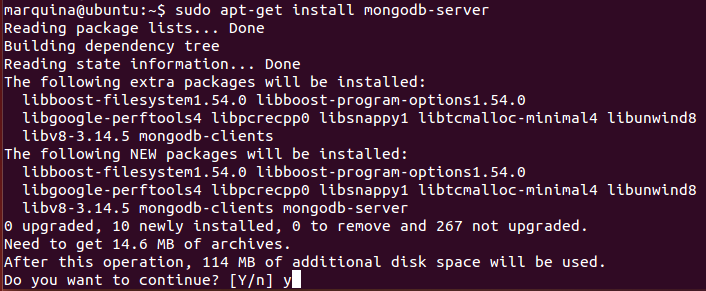 marquina@ubuntu:~$ sudo apt-get install mongodb-server
Reading package lists... Done
Building dependency tree
Reading state information... Done
The following extra packages will be installed:
  libboost-filesystem1.54.0 libboost-program-options1.54.0
  libgoogle-perftools4 libpcrecpp0 libsnappy1 libtcmalloc-minimal4 libunwind8
  libv8-3.14.5 mongodb-clients
The following NEW packages will be installed:
  libboost-filesystem1.54.0 libboost-program-options1.54.0
  libgoogle-perftools4 libpcrecpp0 libsnappy1 libtcmalloc-minimal4 libunwind8
  libv8-3.14.5 mongodb-clients mongodb-server
0 upgraded, 10 newly installed, 0 to remove and 267 not upgraded.
Need to get 14.6 MB of archives.
After this operation, 114 MB of additional disk space will be used.
Do you want to continue? [Y/n] y